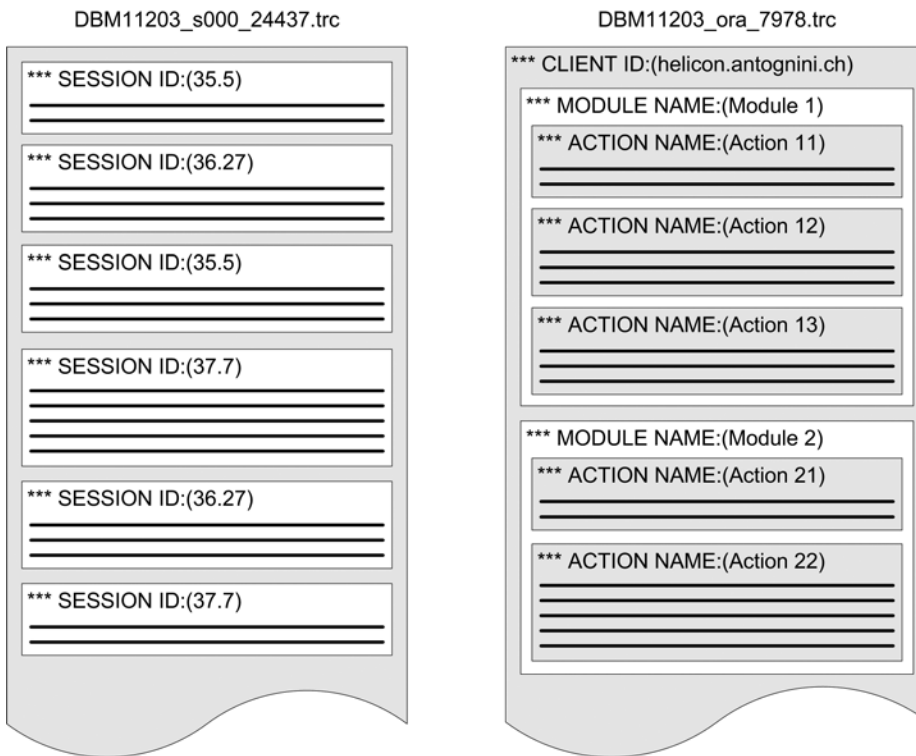 DBM11203_s000_24437.trc
*** SESSION ID:(35.5)
*** SESSION ID:(36.27)
*** SESSION ID:(35.5)
*** SESSION ID:(37.7)
*** SESSION ID:(36.27)
*** SESSION ID:(37.7)
DBM11203_ora_7978.trc
*** CLIENT ID:(helicon.antognini.ch)
*** MODULE NAME:(Module 1)
*** ACTION NAME:(Action 11)
*** ACTION NAME:(Action 12)
*** ACTION NAME:(Action 13)
*** MODULE NAME:(Module 2)
*** ACTION NAME:(Action 21)
*** ACTION NAME:(Action 22)